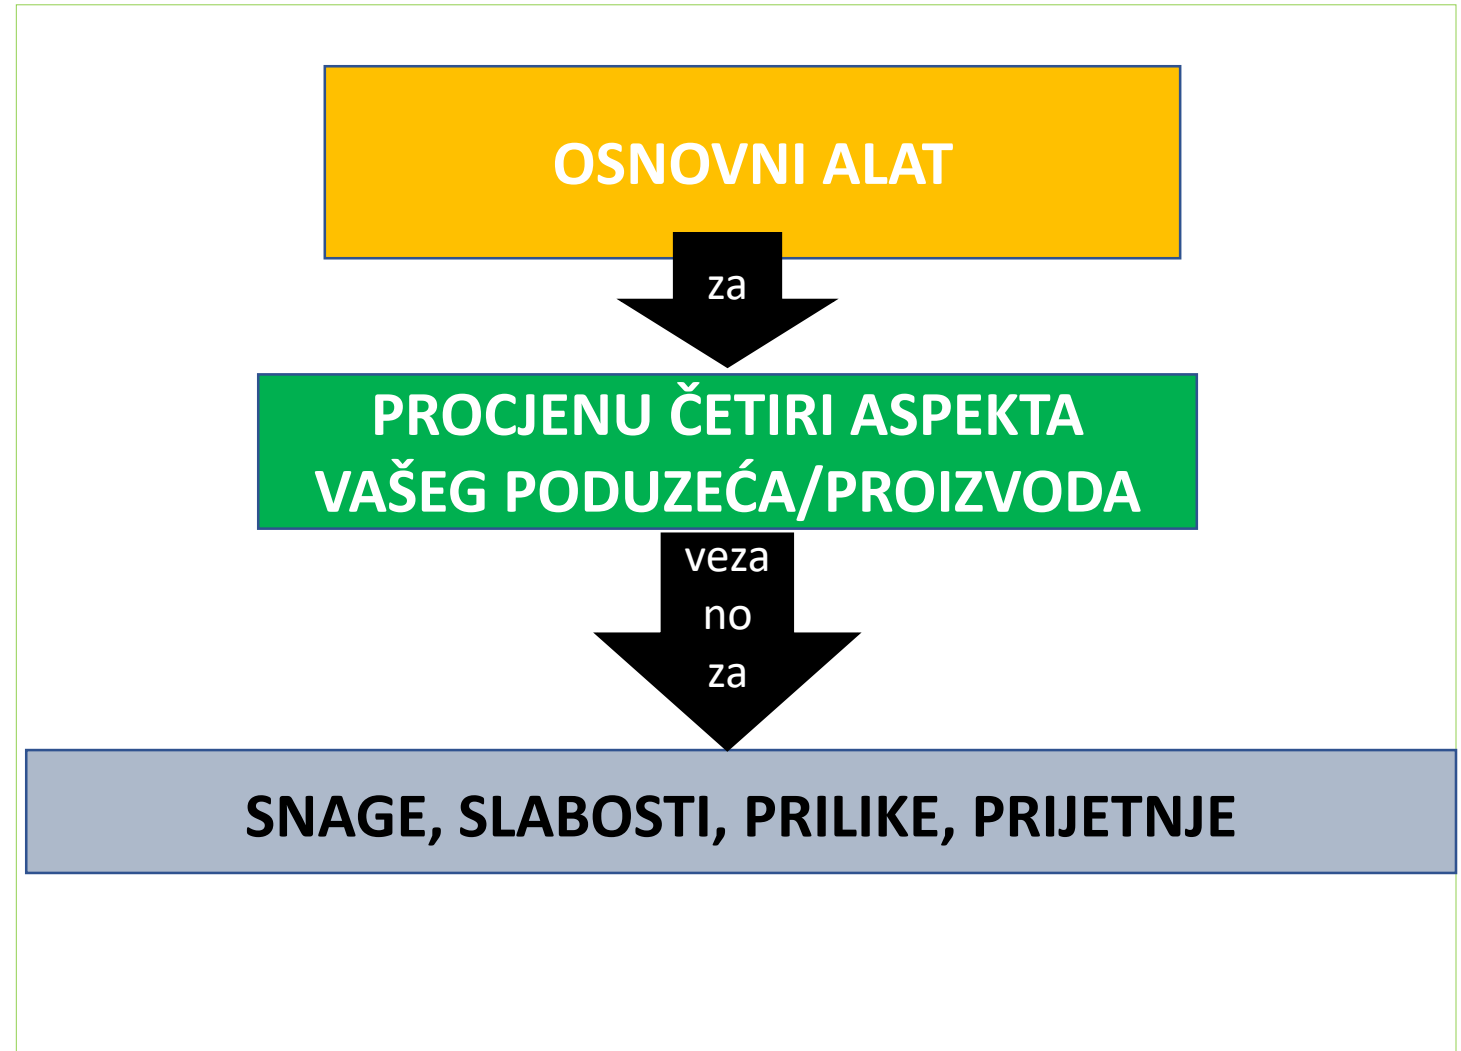 OSNOVNI ALAT
za
PROCJENU ČETIRI ASPEKTA
VAŠEG PODUZEĆA/PROIZVODA
veza
no
za
SNAGE, SLABOSTI, PRILIKE, PRIJETNJE